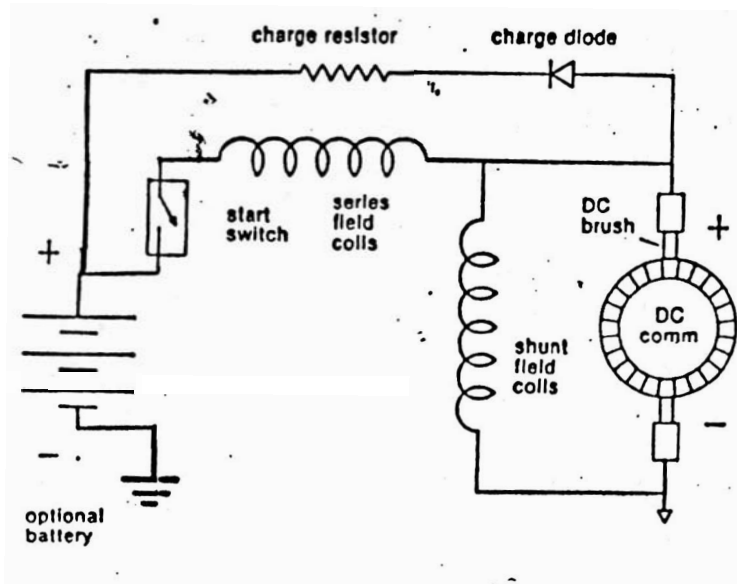 charge resistor
charge diode
start
switch
series
field
coils
DC
brush
+
+
DC
comm
shunt
field
coils
−
−
optional
battery